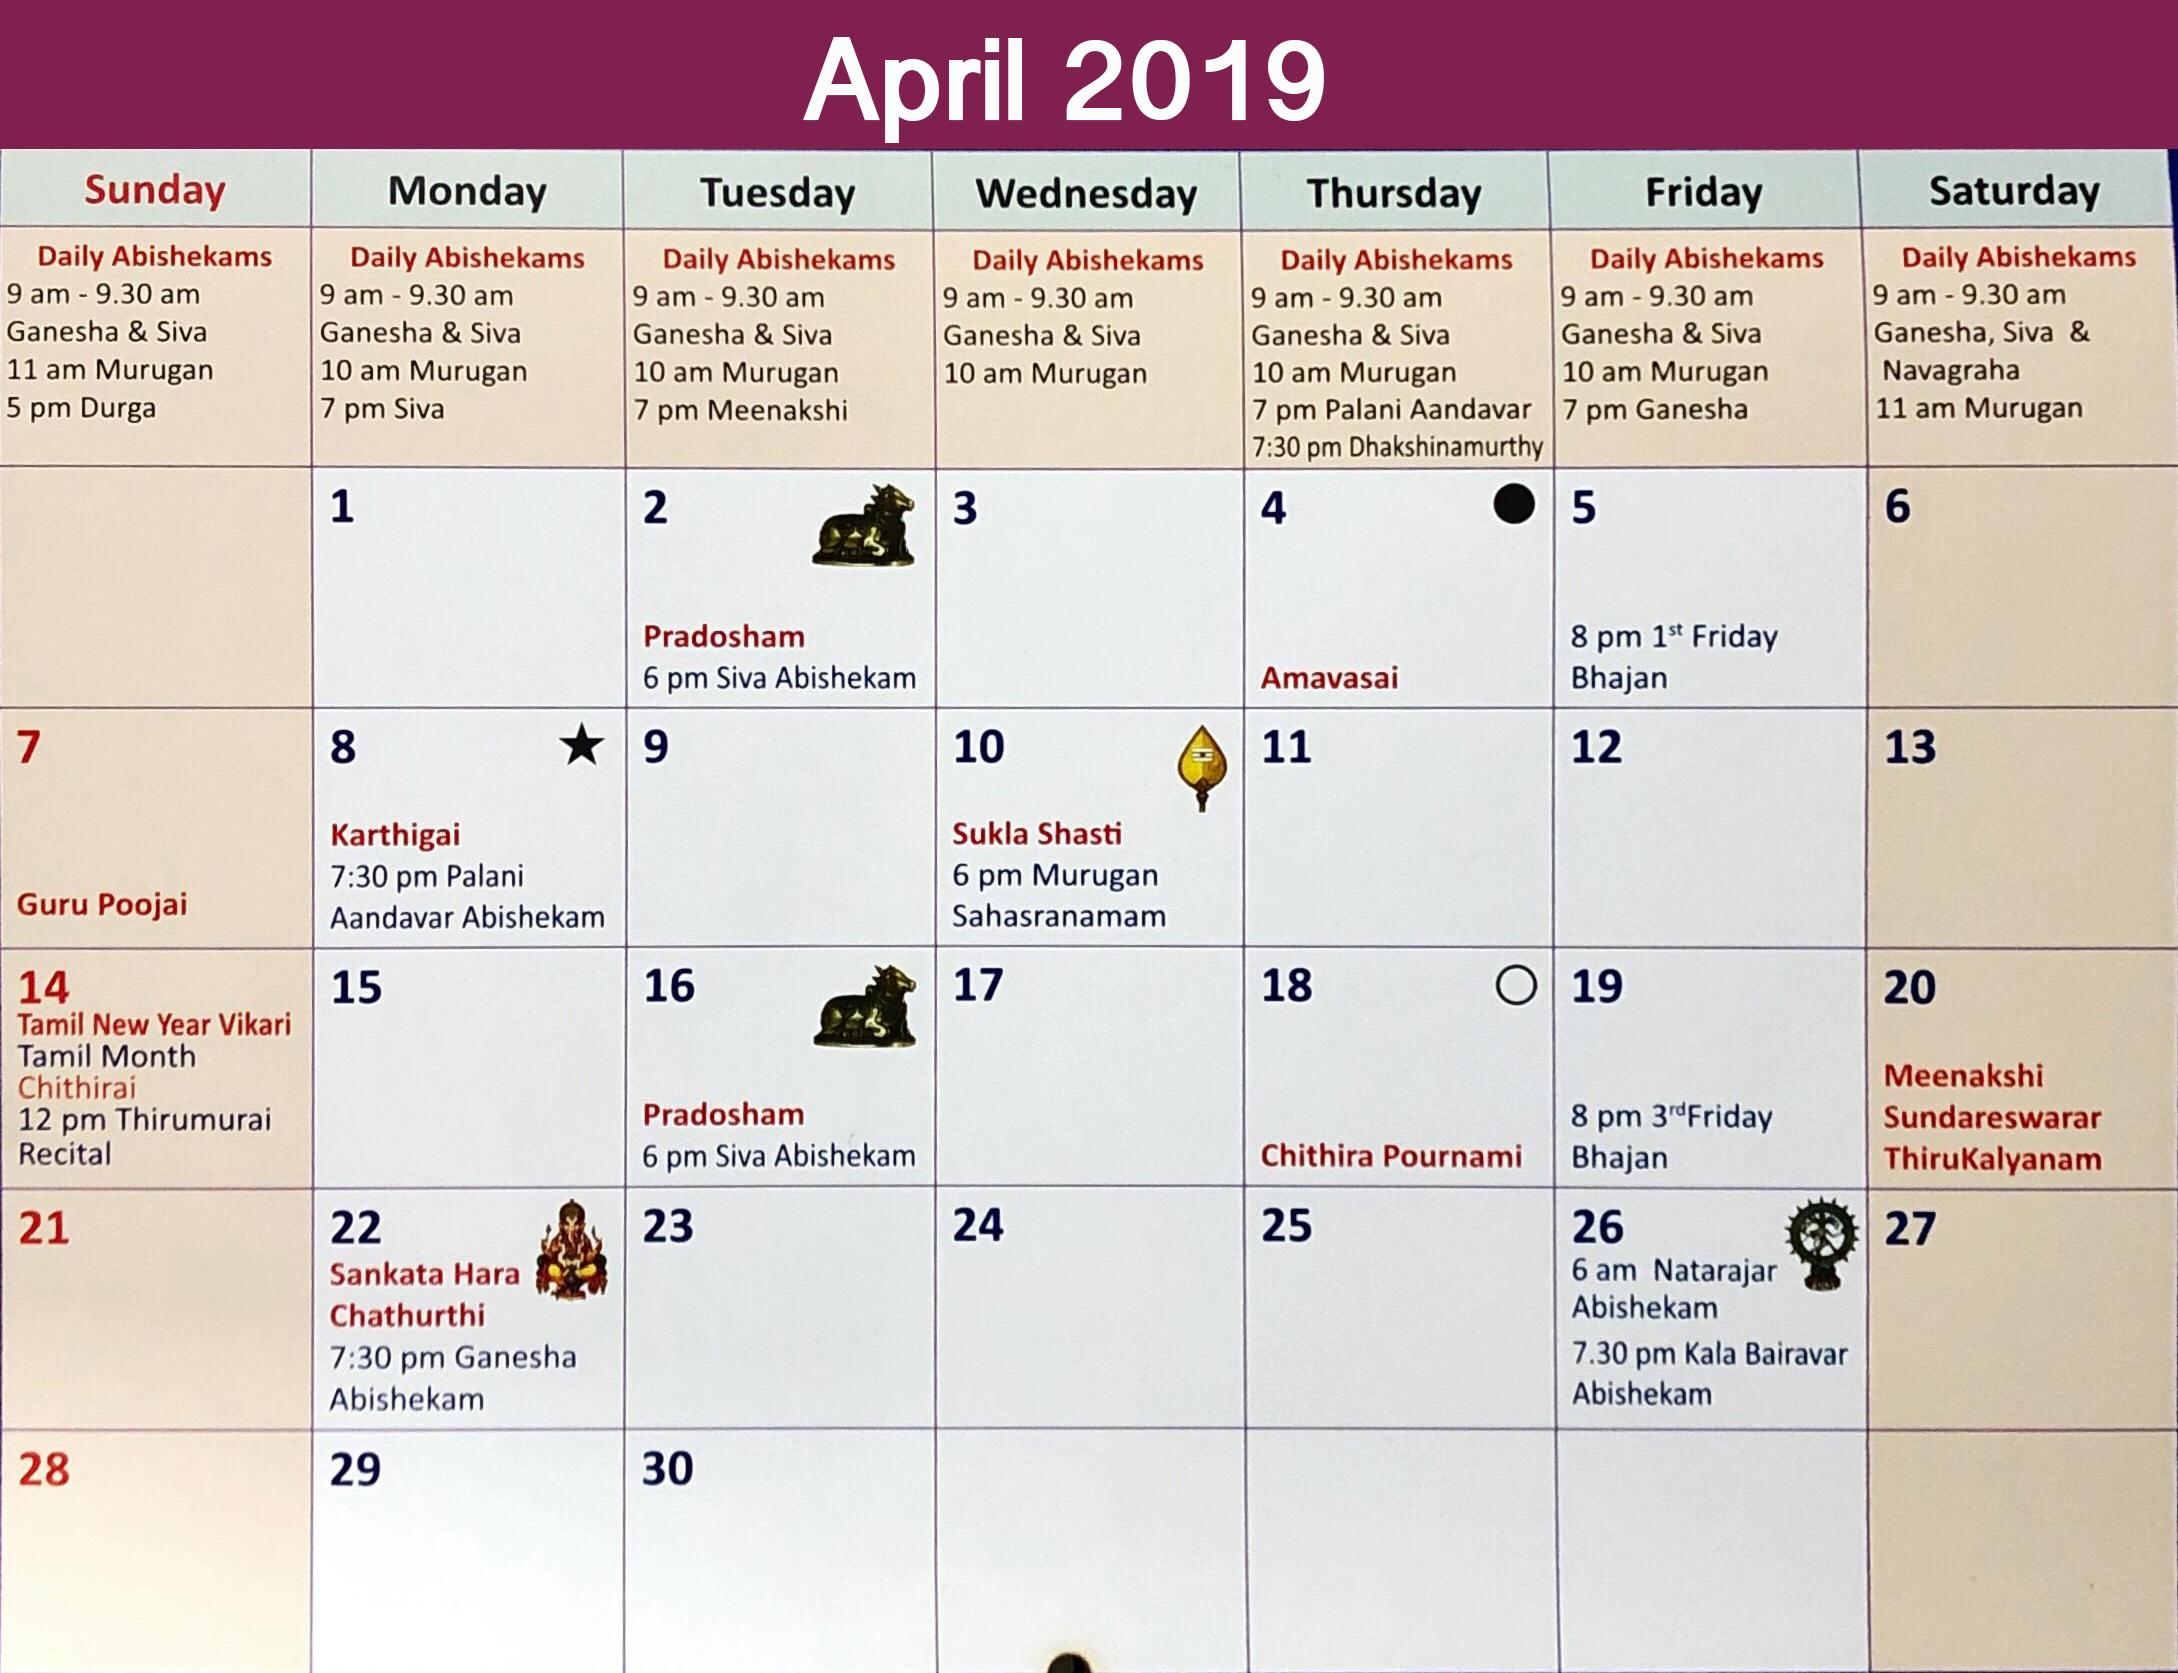 April 2019
Sunday
Monday
Tuesday
Wednesday
Thursday
Friday
Saturday
Daily Abishekams
9 am - 9.30 am
Ganesha & Siva
11 am Murugan
5 pm Durga
Daily Abishekams
9 am - 9.30 am
Ganesha & Siva
10 am Murugan
7 pm Siva
Daily Abishekams
9 am - 9.30 am
Ganesha & Siva
10 am Murugan
7 pm Meenakshi
Daily Abishekams
9 am - 9.30 am
Ganesha & Siva
10 am Murugan
Daily Abishekams
9 am - 9.30 am
Ganesha & Siva
10 am Murugan
7 pm Palani Aandavar
7:30 pm Dhakshinamurthy
Daily Abishekams
9 am - 9.30 am
Ganesha & Siva
10 am Murugan
7 pm Ganesha
Daily Abishekams
9 am - 9.30 am
Ganesha, Siva &
Navagraha
11 am Murugan
1
2
Pradosham
6 pm Siva Abishekam
3
4
Amavasai
5
8 pm 1st Friday
Bhajan
6
7
Guru Poojai
8
Karthigai
7:30 pm Palani
Aandavar Abishekam
9
10
Sukla Shasti
6 pm Murugan
Sahasranamam
11
12
13
14
Tamil New Year Vikari
Tamil Month
Chithirai
12 pm Thirumurai
Recital
15
16
Pradosham
6 pm Siva Abishekam
17
18
Chithira Pournami
19
8 pm 3rdFriday
Bhajan
20
Meenakshi
Sundareswarar
ThiruKalyanam
21
22
Sankata Hara
Chathurthi
7:30 pm Ganesha
Abishekam
23
24
25
26
6 am Natarajar
Abishekam
7.30 pm Kala Bairavar
Abishekam
27
28
29
30